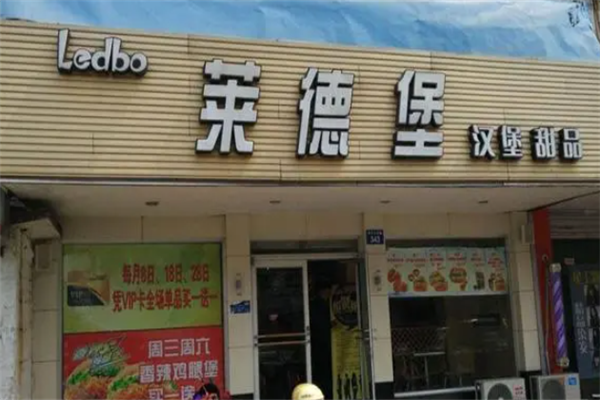 Ledbo
莱德堡
汉堡甜品
343
每月8日、18日、28日
凭VIP卡全场单品买一送一
VIP
周三周六
香辣鸡腿堡
买一送